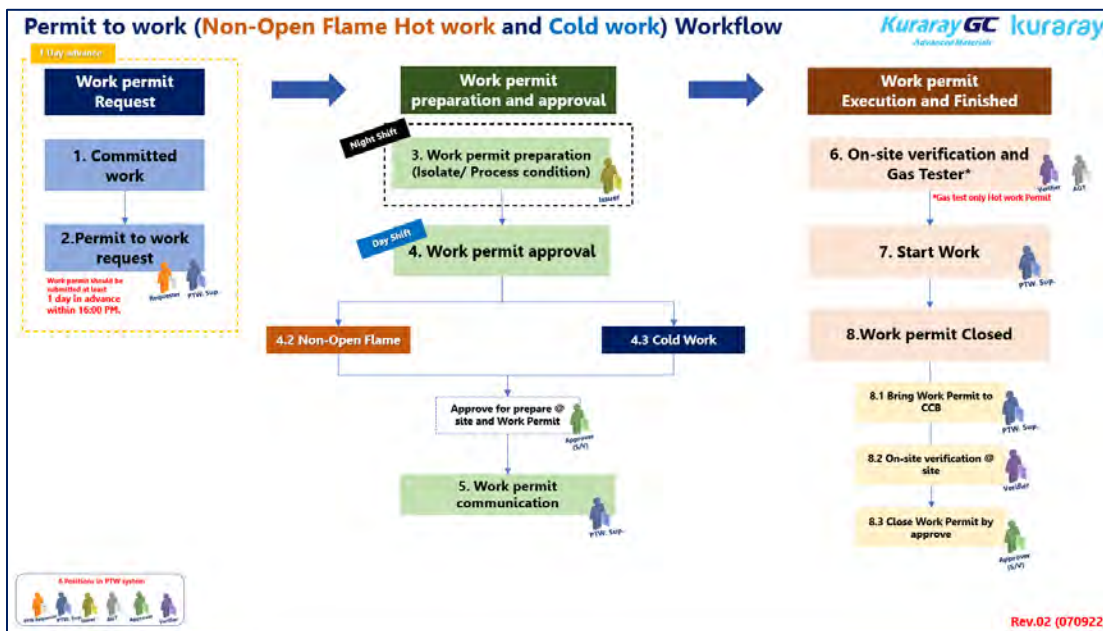 Permit to work (Non-Open Flame Hot work and Cold work) Workflow
Kuraray GC
Advanced Materials
kuraray
1 Day advance
Work permit
Request
1. Committed
work
2.Permit to work
request
Requester
PTW. Sup.
Work permit should be
submitted at least
1 day in advance
within 16:00 PM.
Work permit
preparation and approval
Night Shift
3. Work permit preparation
(Isolate/ Process condition)
Issuer
Day Shift
4. Work permit approval
4.2 Non-Open Flame
4.3 Cold Work
Approve for prepare @
site and Work Permit
Approver
(S/V)
5. Work permit
communication
PTW. Sup.
Work permit
Execution and Finished
6. On-site verification and
Gas Tester*
Verifier
AGT
*Gas test only Hot work Permit
7. Start Work
PTW. Sup.
8.Work permit Closed
8.1 Bring Work Permit to
CCB
PTW. Sup.
8.2 On-site verification @
site
Verifier
8.3 Close Work Permit by
approve
Approver
(S/V)
6 Positions in PTW system
PTW. Sup.
Issuer
AGT
Approver
Verifier
Rev.02 (070922